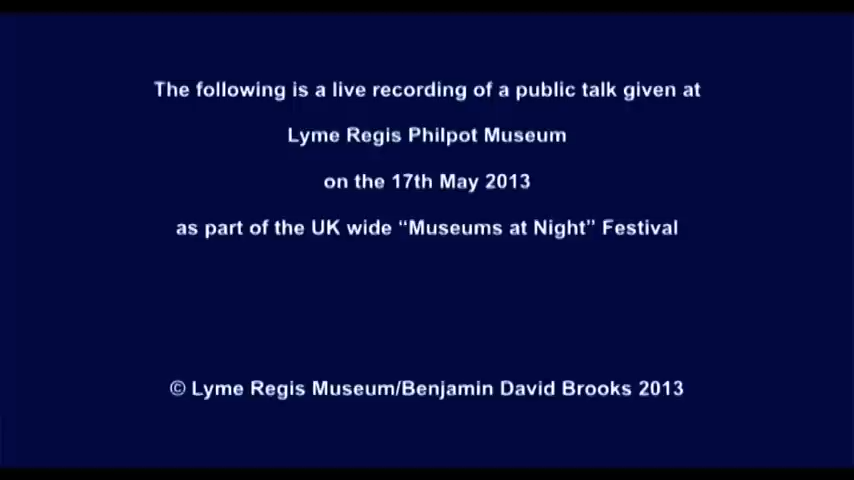 The following is a live recording of a public talk given at
Lyme Regis Philpot Museum
on the 17th May 2013
as part of the UK wide “Museums at Night” Festival
© Lyme Regis Museum/Benjamin David Brooks 2013